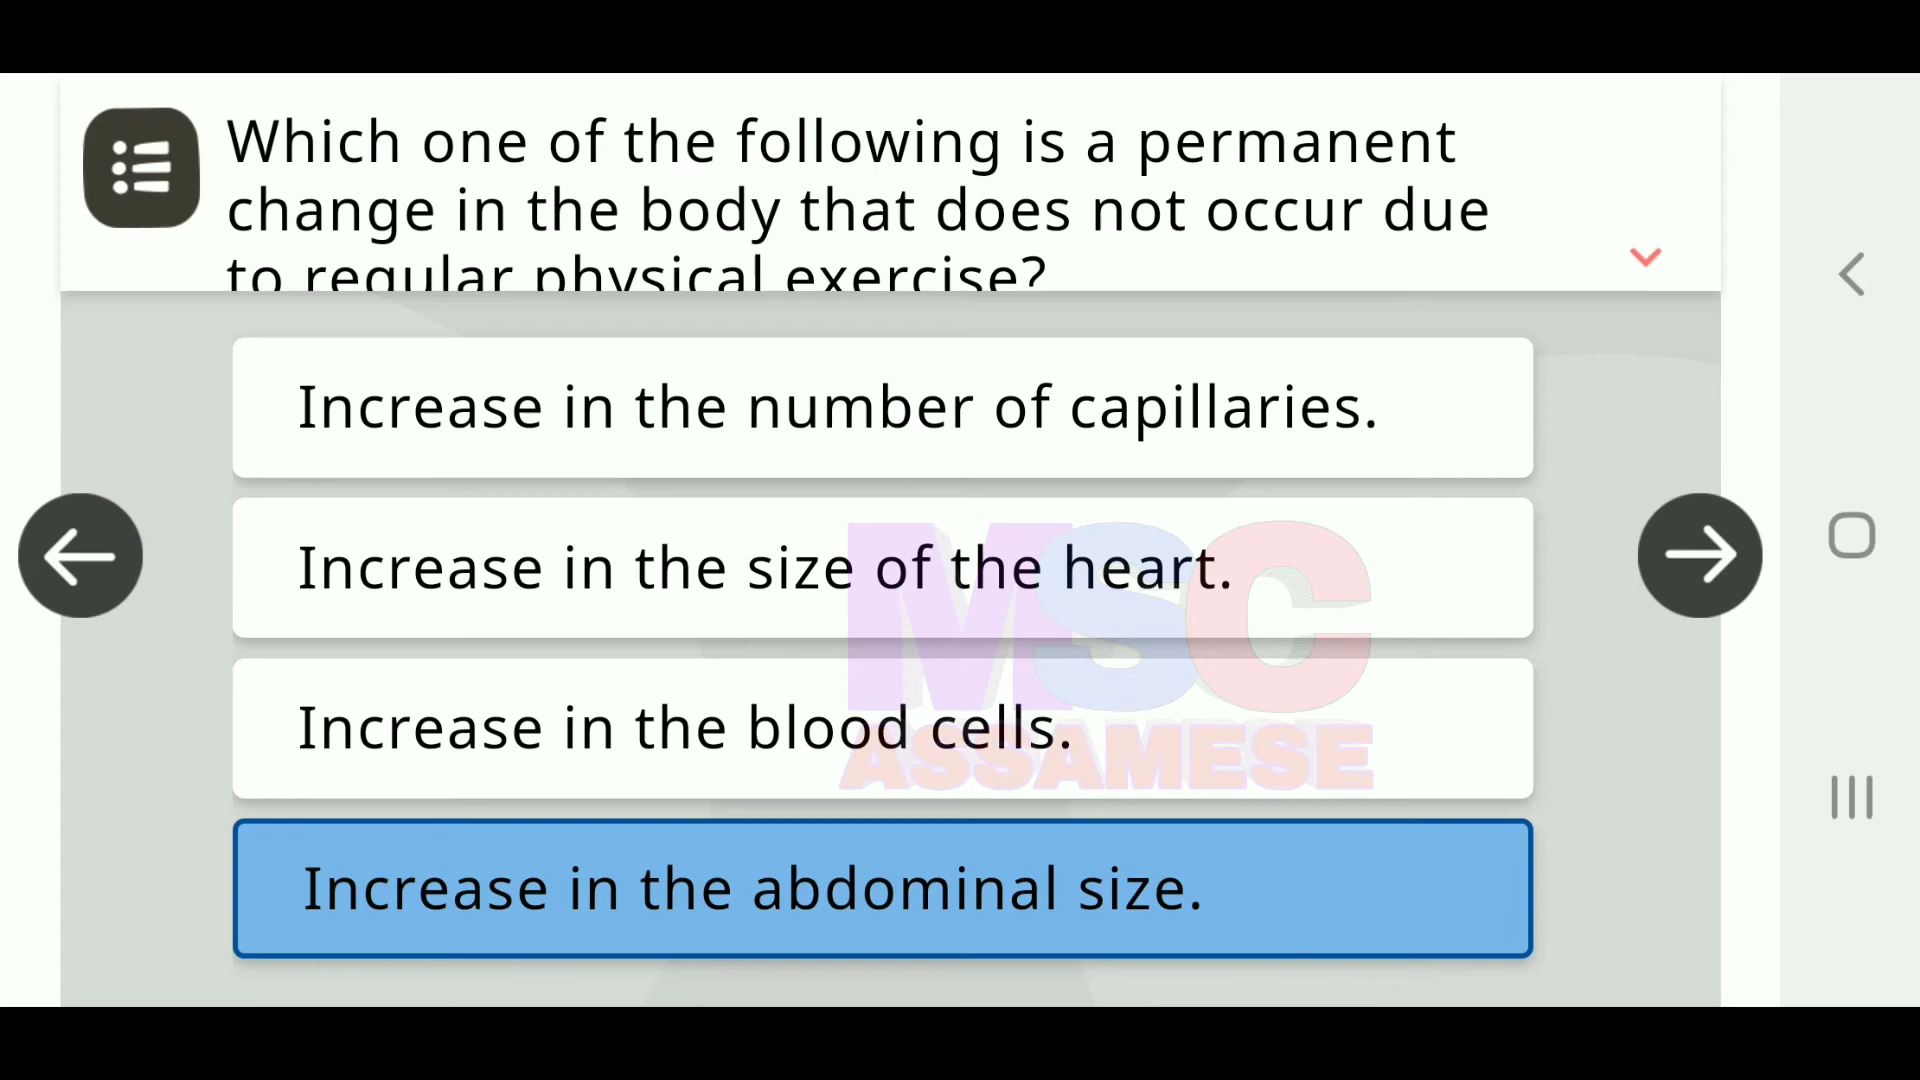 Which one of the following is a permanent
change in the body that does not occur due
to regular physical exercise?
Increase in the number of capillaries.
Increase in the size of the heart.
Increase in the blood cells.
Increase in the abdominal size.
MSC
ASSAMESE